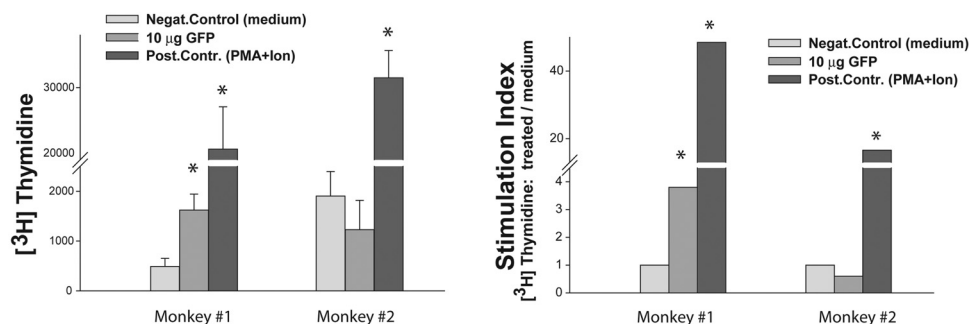 Negat.Control (medium)
10 µg GFP
Post.Contr. (PMA+Ion)
[³H] Thymidine
30000
20000
2000
1000
0
*
*
*
Monkey #1
Monkey #2
Negat.Control (medium)
10 µg GFP
Post.Contr. (PMA+Ion)
Stimulation Index
[³H] Thymidine: treated / medium
40
20
4
3
2
1
0
*
*
*
Monkey #1
Monkey #2